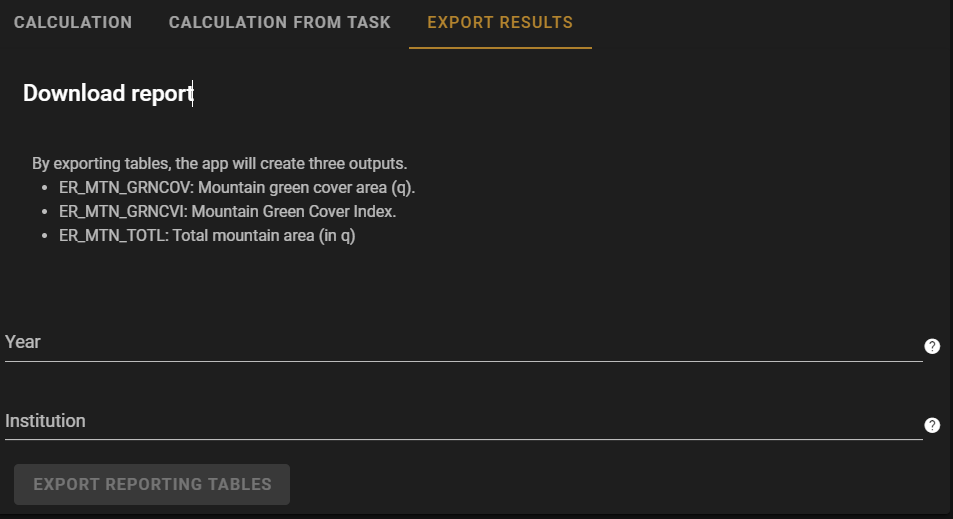 CALCULATION CALCULATION FROM TASK EXPORT RESULTS
Download report
By exporting tables, the app will create three outputs.
• ER_MTN_GRNCOV: Mountain green cover area (q).
• ER_MTN_GRNCVI: Mountain Green Cover Index.
• ER_MTN_TOTL: Total mountain area (in q)
Year
?
Institution
?
EXPORT REPORTING TABLES